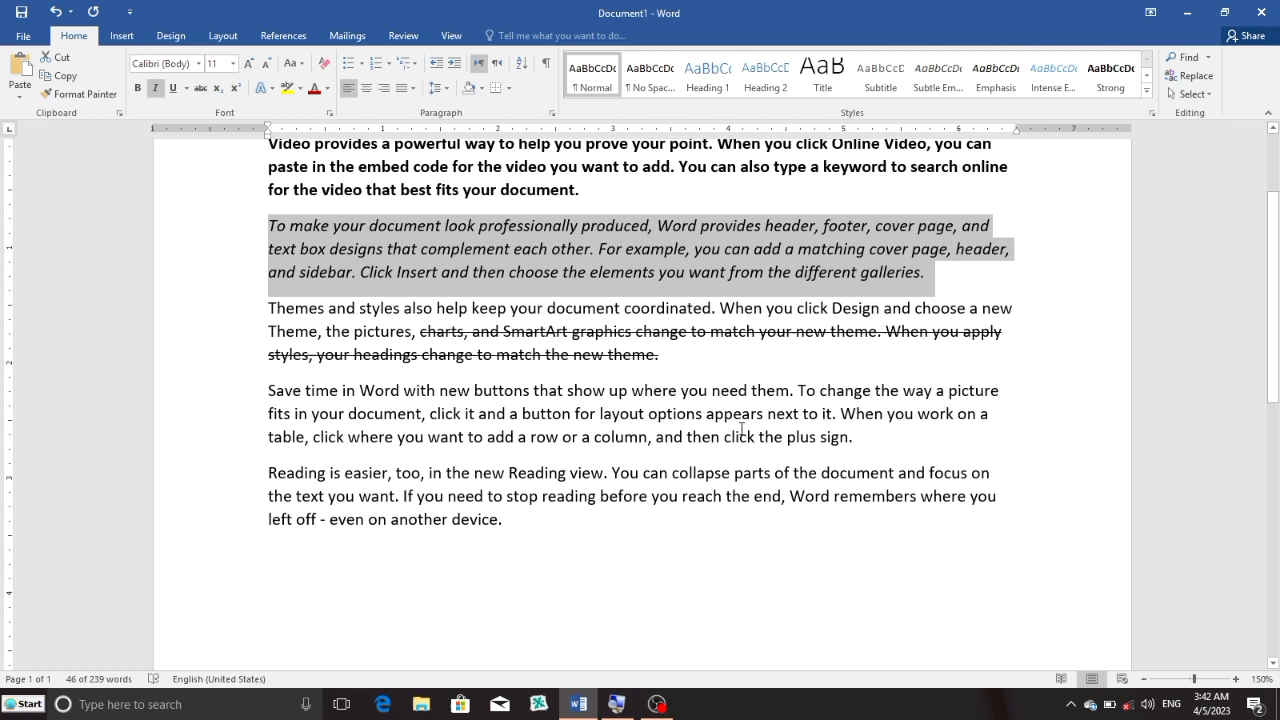 Document1 - Word
File Home Insert Design Layout References Mailings Review View Tell me what you want to do... Share
Paste
Cut
Copy
Format Painter
Clipboard
Calibri (Body) 11 Aa
B I U abc x₂ x² A A
Font
Paragraph
AaBbCcDc AaBbCcDc AaBbC AaBbCcD AaB AaBbCcD AaBbCcDc AaBbCcDc AaBbCcDc AaBbCcDc
¶ Normal ¶ No Spac... Heading 1 Heading 2 Title Subtitle Subtle Em... Emphasis Intense E... Strong
Styles
Find
Replace
Select
Editing
1 1 2 3 4 5 6 7
Video provides a powerful way to help you prove your point. When you click Online Video, you can
paste in the embed code for the video you want to add. You can also type a keyword to search online
for the video that best fits your document.
To make your document look professionally produced, Word provides header, footer, cover page, and
text box designs that complement each other. For example, you can add a matching cover page, header,
and sidebar. Click Insert and then choose the elements you want from the different galleries.
Themes and styles also help keep your document coordinated. When you click Design and choose a new
Theme, the pictures, charts, and SmartArt graphics change to match your new theme. When you apply
styles, your headings change to match the new theme.
Save time in Word with new buttons that show up where you need them. To change the way a picture
fits in your document, click it and a button for layout options appears next to it. When you work on a
table, click where you want to add a row or a column, and then click the plus sign.
Reading is easier, too, in the new Reading view. You can collapse parts of the document and focus on
the text you want. If you need to stop reading before you reach the end, Word remembers where you
left off - even on another device.
Page 1 of 1 46 of 239 words English (United States) 150%
Start Type here to search ENG 3:42 AM
4/5/2023